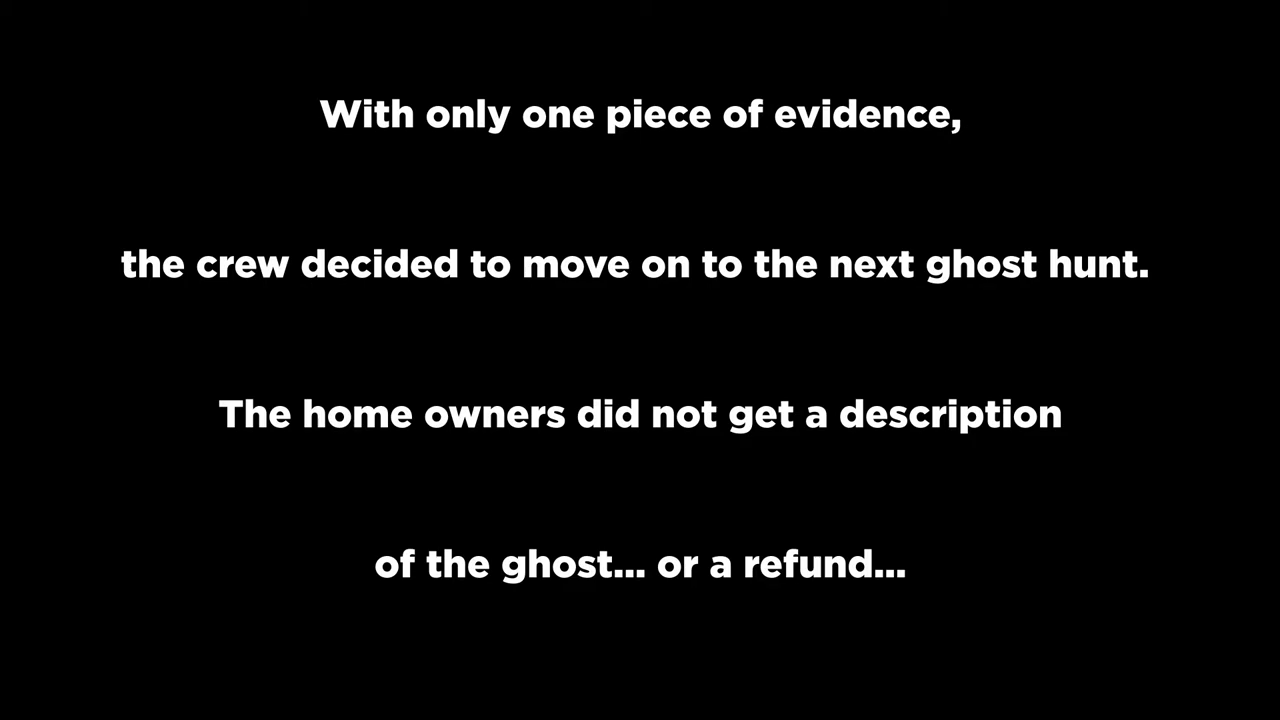 With only one piece of evidence,
the crew decided to move on to the next ghost hunt.
The home owners did not get a description
of the ghost... or a refund...